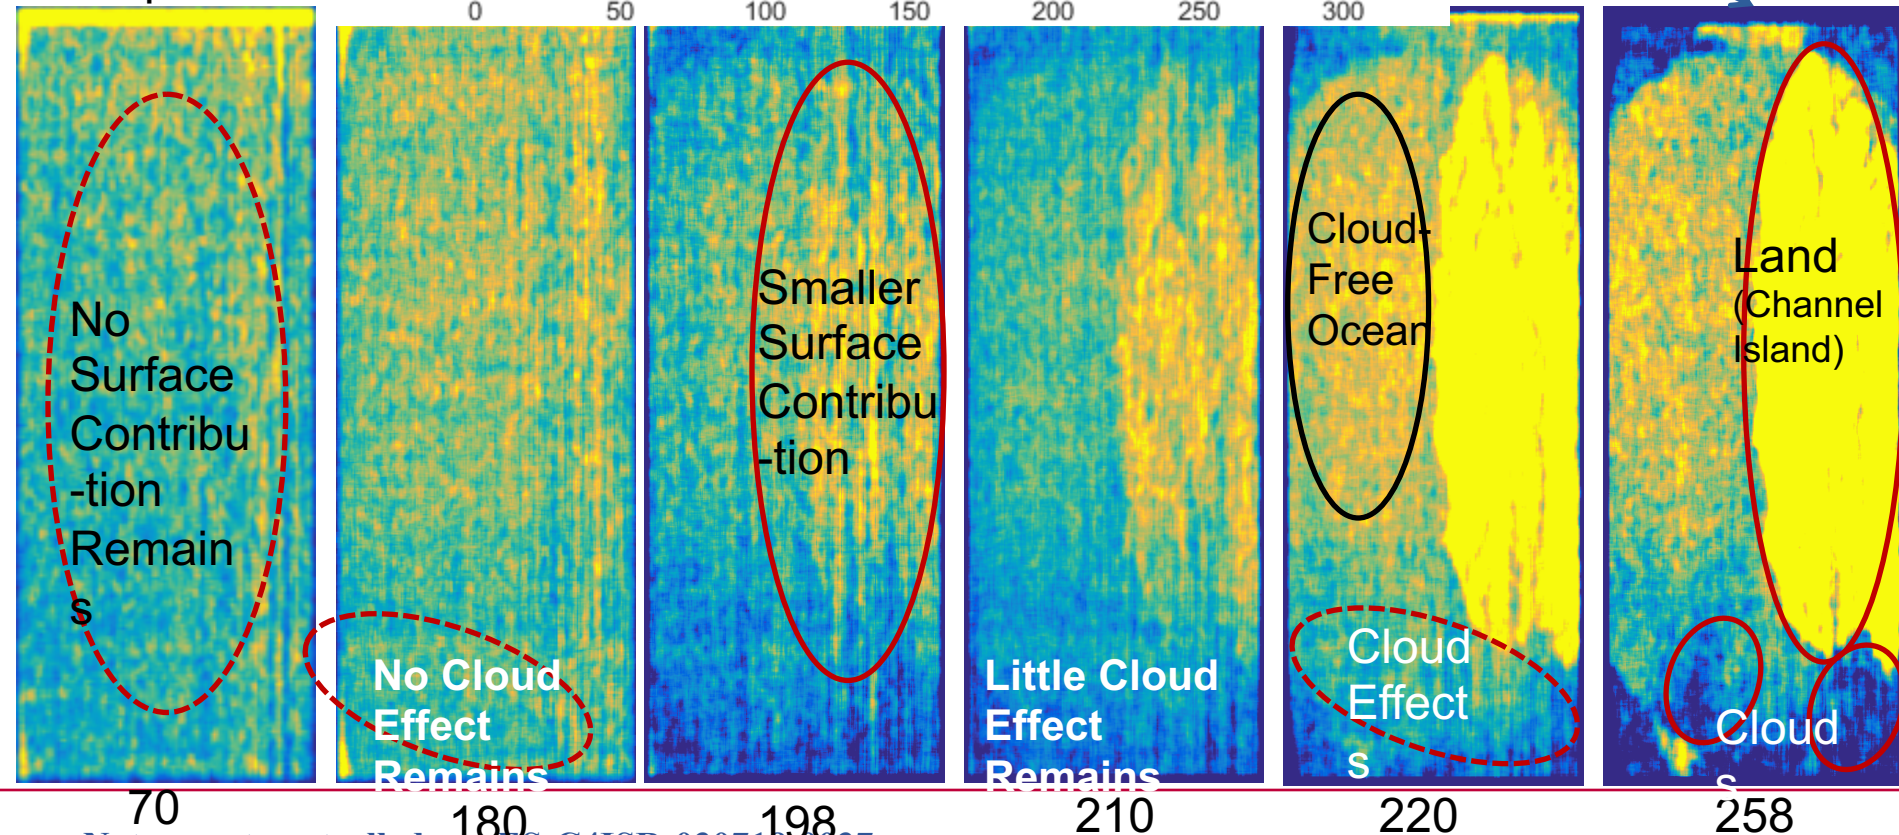 0 50 100 150 200 250 300
No
Surface
Contribu
-tion
Remain
s
No Cloud
Effect
Remains
Smaller
Surface
Contribu
-tion
Little Cloud
Effect
Remains
Cloud-
Free
Ocean
Cloud
Effect
s
Land
(Channel
Island)
Cloud
s
70 180 198 210 220 258